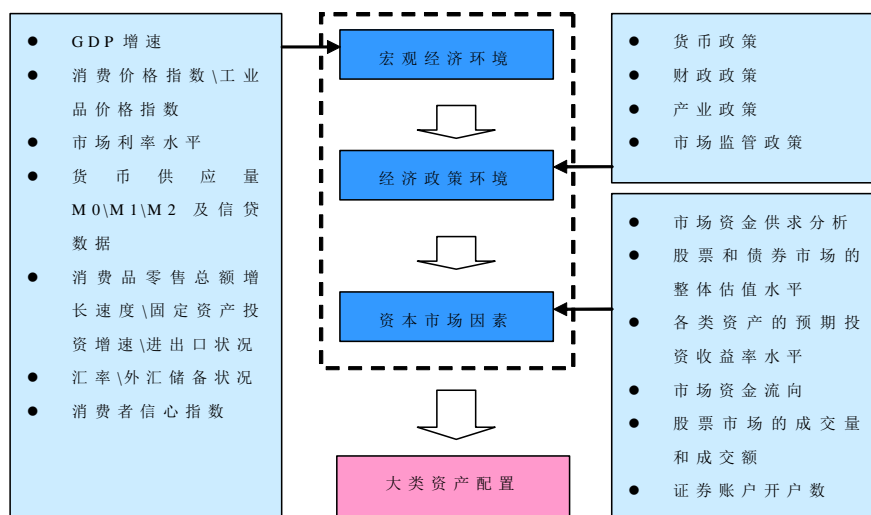 ● GDP 增速
● 消费价格指数\工业
品价格指数
● 市场利率水平
● 货币供应量
M0\M1\M2 及信贷
数据
● 消费品零售总额增
长速度\固定资产投
资增速\进出口状况
● 汇率\外汇储备状况
● 消费者信心指数
宏观经济环境
经济政策环境
资本市场因素
大类资产配置
● 货币政策
● 财政政策
● 产业政策
● 市场监管政策
● 市场资金供求分析
● 股票和债券市场的
整体估值水平
● 各类资产的预期投
资收益率水平
● 市场资金流向
● 股票市场的成交量
和成交额
● 证券账户开户数